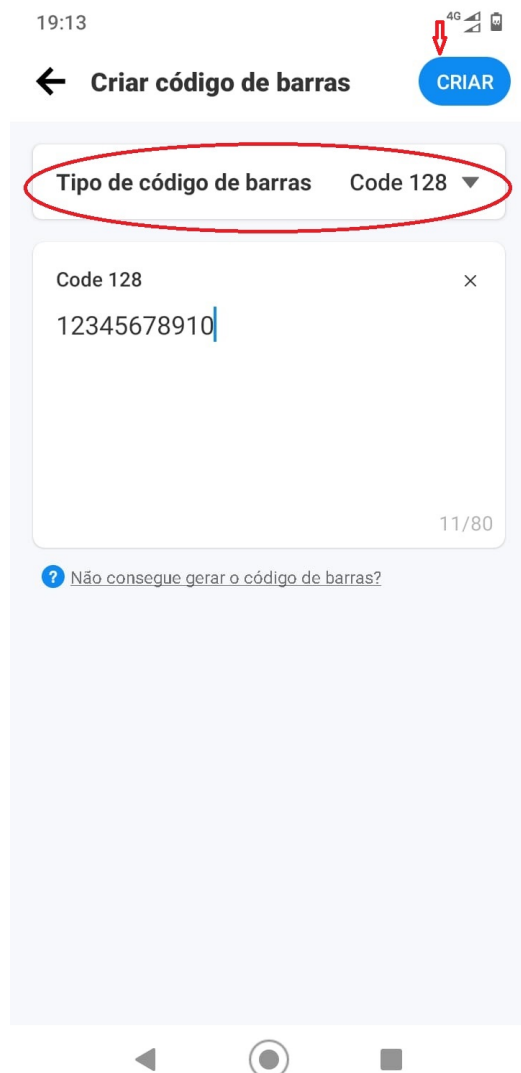 19:13
4G
Criar código de barras
CRIAR
Tipo de código de barras Code 128
Code 128
12345678910
11/80
? Não consegue gerar o código de barras?